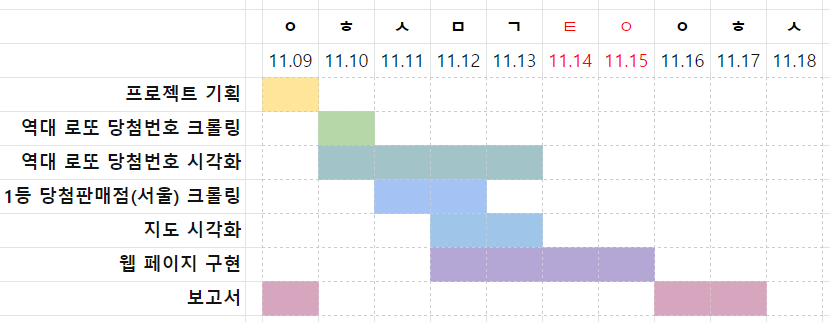 ㅇ ㅎ ㅅ ㅁ ㄱ ㅌ ㅇ ㅇ ㅎ ㅅ
11.09 11.10 11.11 11.12 11.13 11.14 11.15 11.16 11.17 11.18
프로젝트 기획
역대 로또 당첨번호 크롤링
역대 로또 당첨번호 시각화
1등 당첨판매점(서울) 크롤링
지도 시각화
웹 페이지 구현
보고서